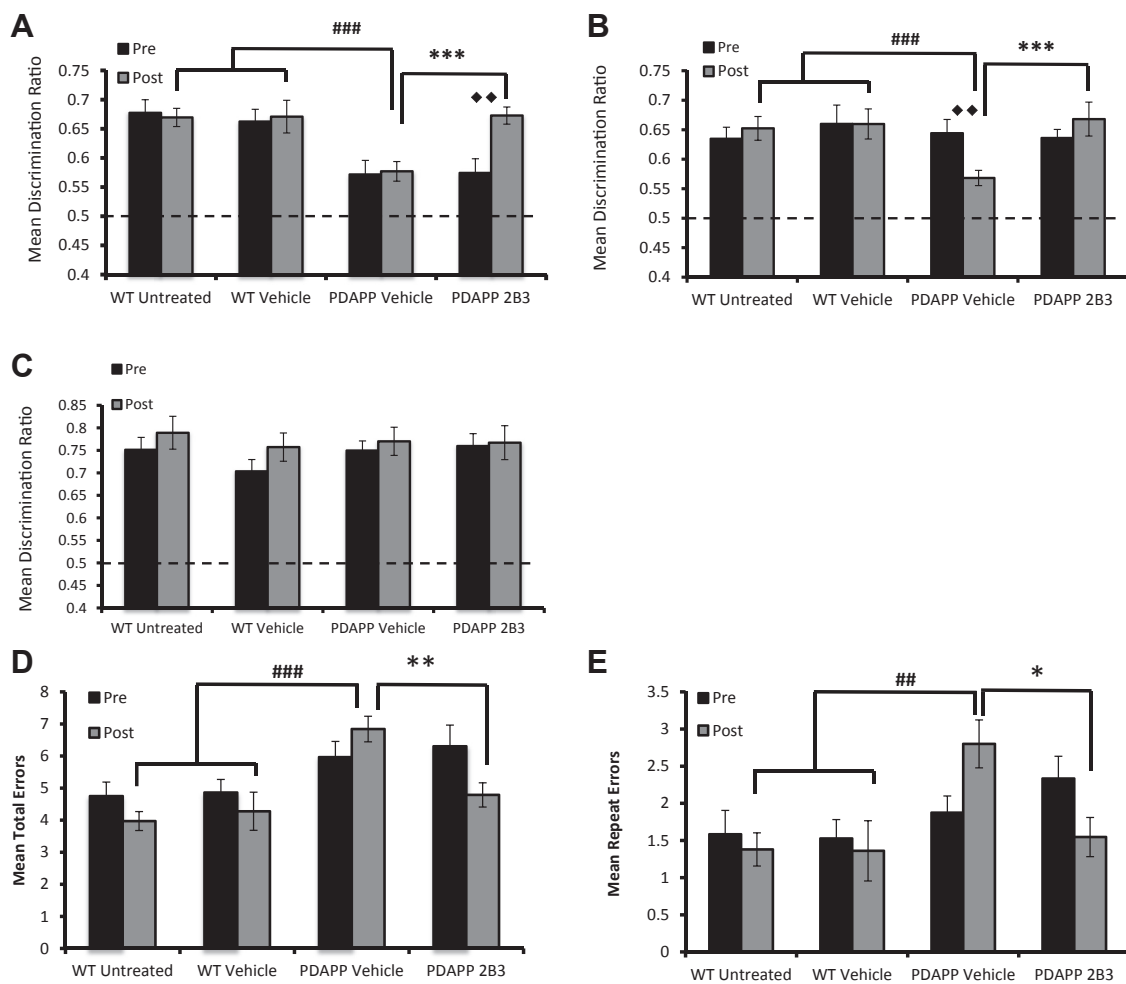 A
Pre
Post
###
***
◆◆
Mean Discrimination Ratio
0.75
0.7
0.65
0.6
0.55
0.5
0.45
0.4
WT Untreated WT Vehicle PDAPP Vehicle PDAPP 2B3
B
Pre
Post
###
***
◆◆
Mean Discrimination Ratio
0.75
0.7
0.65
0.6
0.55
0.5
0.45
0.4
WT Untreated WT Vehicle PDAPP Vehicle PDAPP 2B3
C
Pre
Post
Mean Discrimination Ratio
0.85
0.8
0.75
0.7
0.65
0.6
0.55
0.5
0.45
0.4
WT Untreated WT Vehicle PDAPP Vehicle PDAPP 2B3
D
Pre
Post
###
**
Mean Total Errors
8
7
6
5
4
3
2
1
0
WT Untreated WT Vehicle PDAPP Vehicle PDAPP 2B3
E
Pre
Post
##
*
Mean Repeat Errors
3.5
3
2.5
2
1.5
1
0.5
0
WT Untreated WT Vehicle PDAPP Vehicle PDAPP 2B3